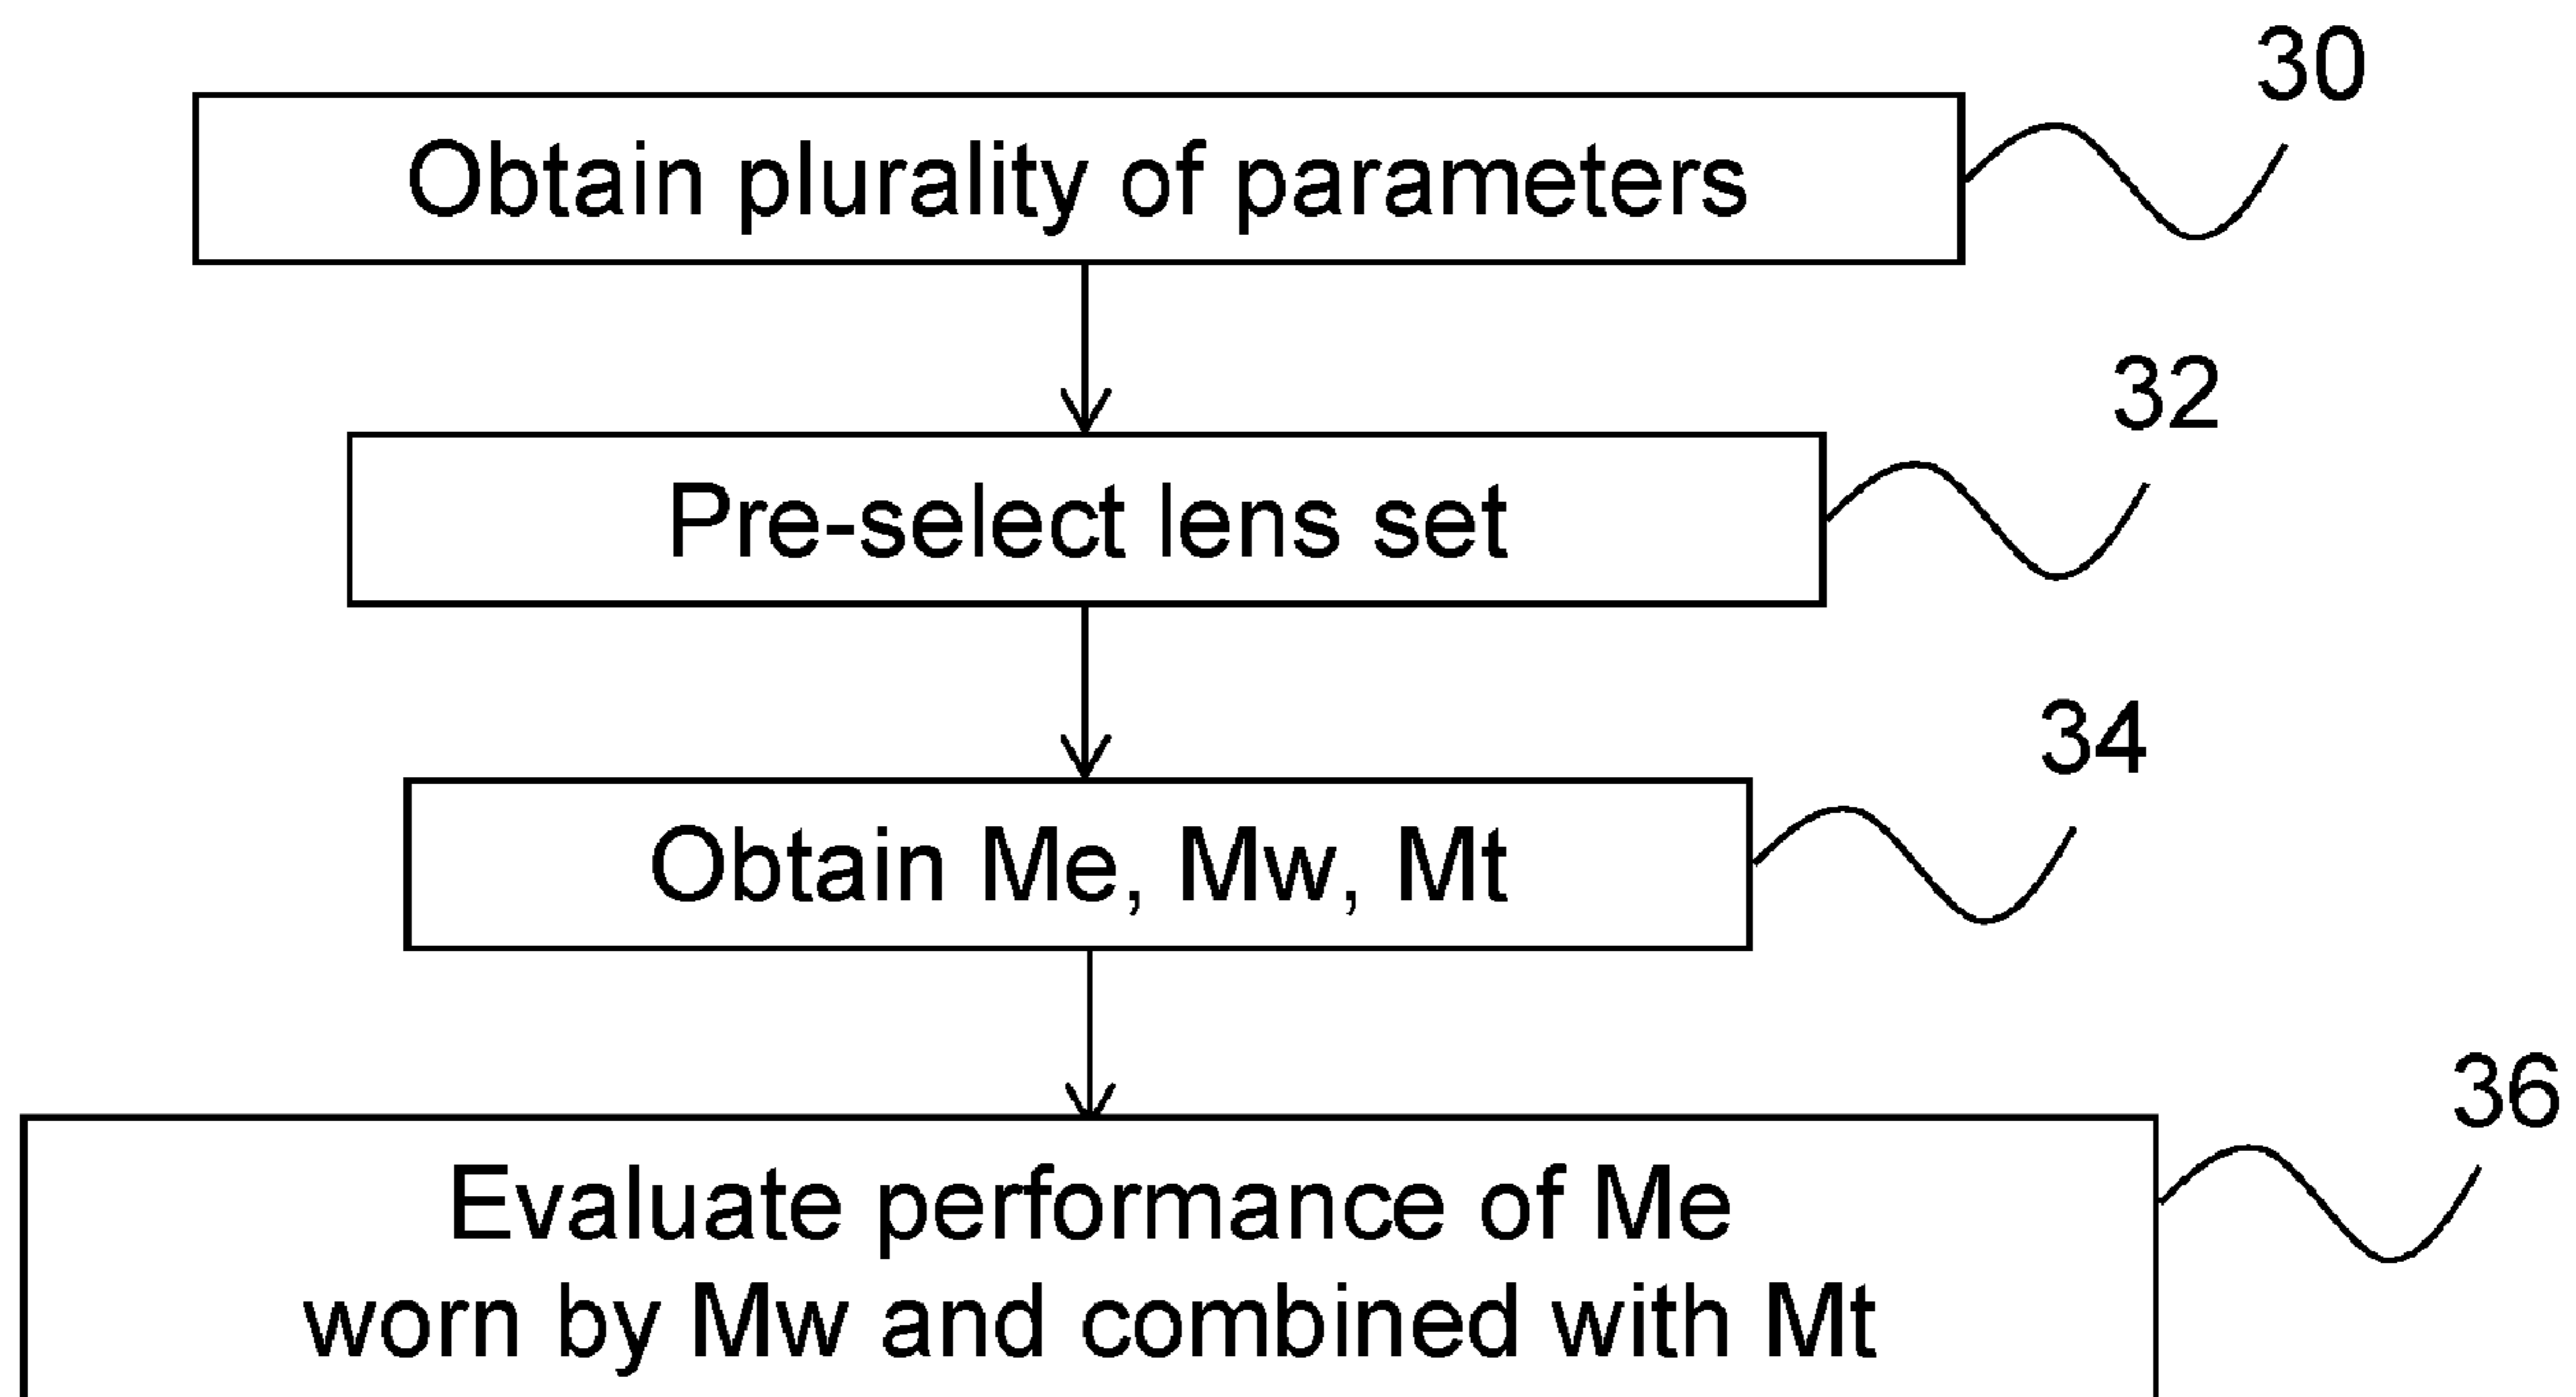 30
Obtain plurality of parameters
32
Pre-select lens set
34
Obtain Me, Mw, Mt
36
Evaluate performance of Me
worn by Mw and combined with Mt